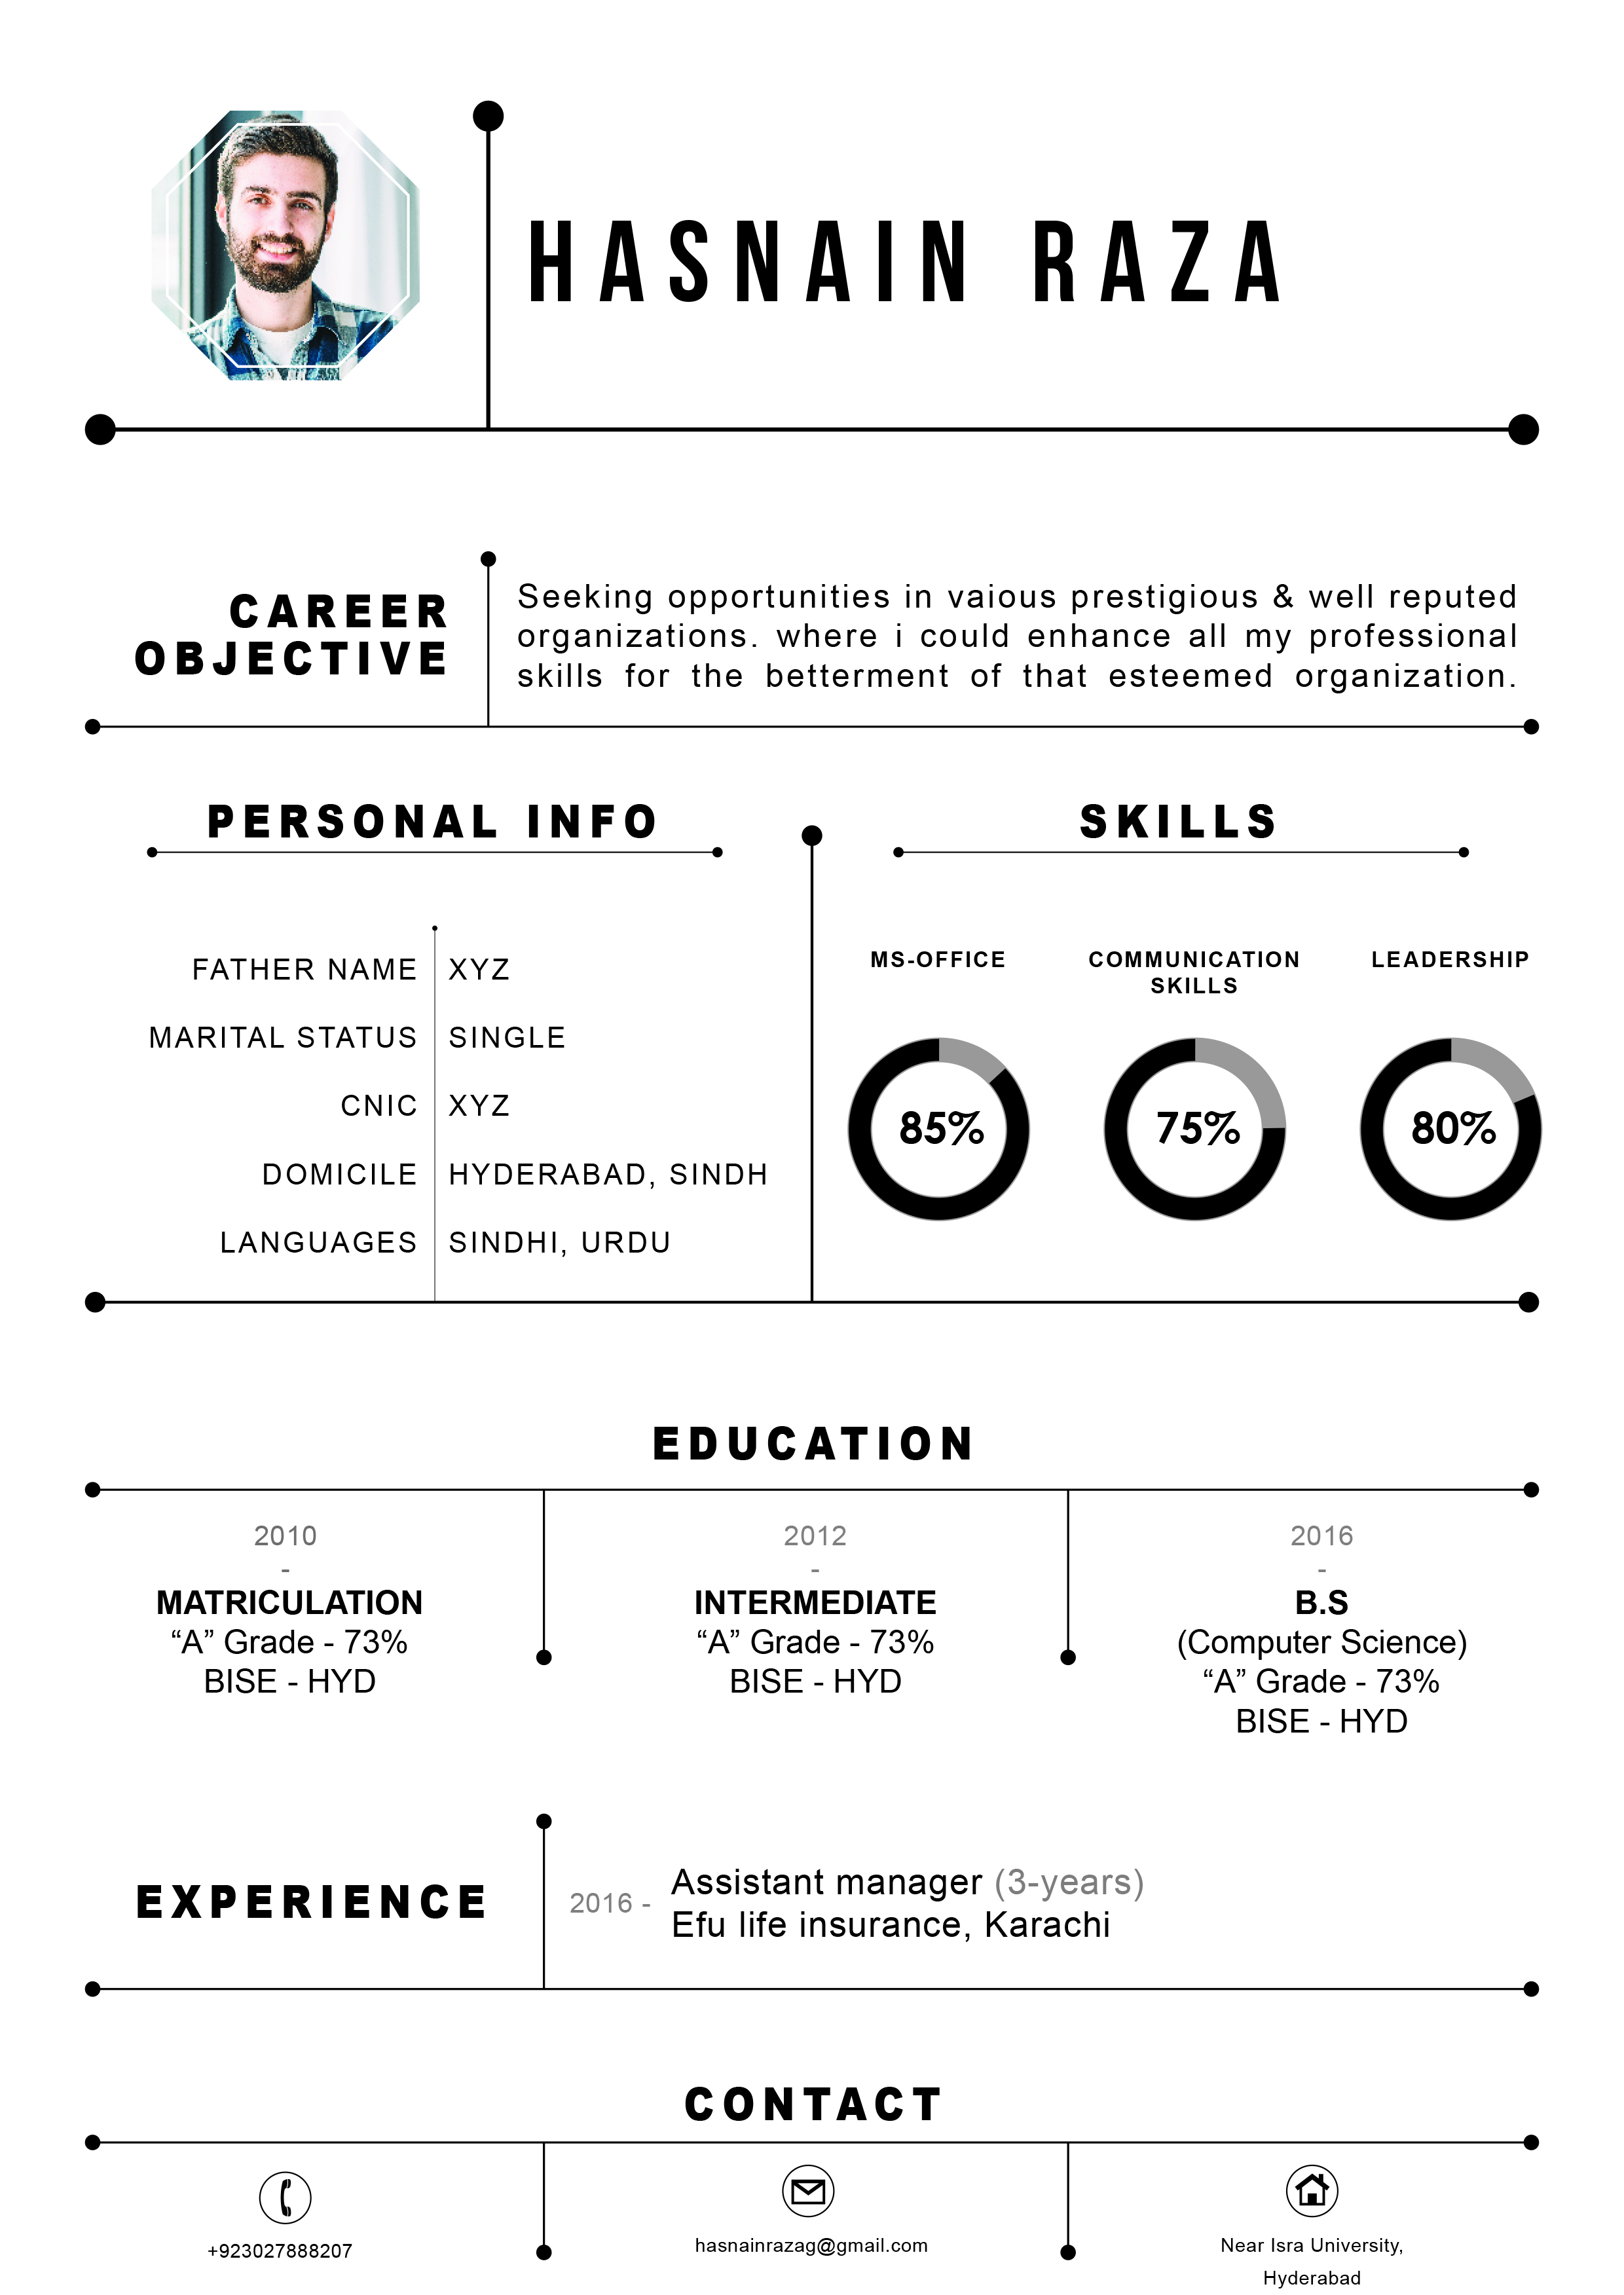 HASNAIN RAZA
CAREER
OBJECTIVE
Seeking opportunities in vaious prestigious & well reputed
organizations. where i could enhance all my professional
skills for the betterment of that esteemed organization.
PERSONAL INFO
FATHER NAME XYZ
MARITAL STATUS SINGLE
CNIC XYZ
DOMICILE HYDERABAD, SINDH
LANGUAGES SINDHI, URDU
SKILLS
MS-OFFICE
85%
COMMUNICATION
SKILLS
75%
LEADERSHIP
80%
EDUCATION
2010
-
MATRICULATION
“A” Grade - 73%
BISE - HYD
2012
-
INTERMEDIATE
“A” Grade - 73%
BISE - HYD
2016
-
B.S
(Computer Science)
“A” Grade - 73%
BISE - HYD
EXPERIENCE
2016 -
Assistant manager (3-years)
Efu life insurance, Karachi
CONTACT
+923027888207
hasnainrazag@gmail.com
Near Isra University,
Hyderabad